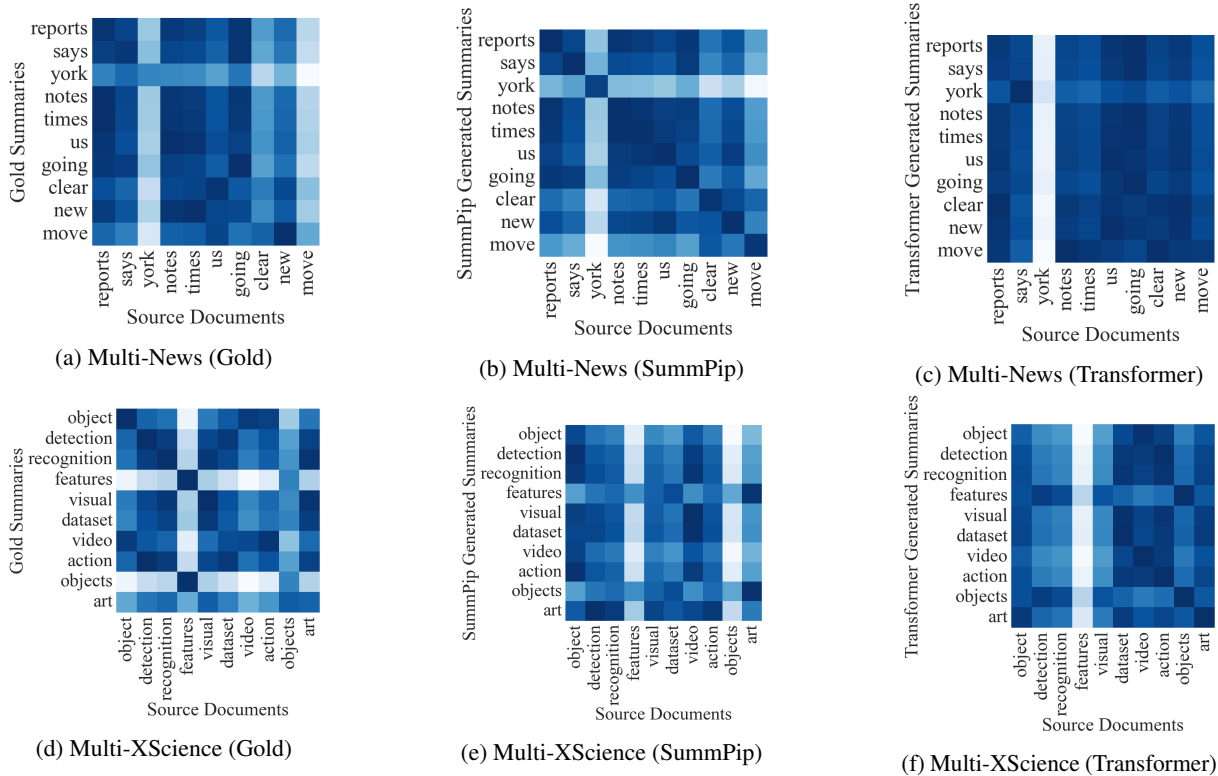 Gold Summaries
reports
says
york
notes
times
us
going
clear
new
move
reports
says
york
notes
times
us
going
clear
new
move
Source Documents
(a) Multi-News (Gold)
SummPip Generated Summaries
reports
says
york
notes
times
us
going
clear
new
move
reports
says
york
notes
times
us
going
clear
new
move
Source Documents
(b) Multi-News (SummPip)
Transformer Generated Summaries
reports
says
york
notes
times
us
going
clear
new
move
reports
says
york
notes
times
us
going
clear
new
move
Source Documents
(c) Multi-News (Transformer)
Gold Summaries
object
detection
recognition
features
visual
dataset
video
action
objects
art
object
detection
recognition
features
visual
dataset
video
action
objects
art
Source Documents
(d) Multi-XScience (Gold)
SummPip Generated Summaries
object
detection
recognition
features
visual
dataset
video
action
objects
art
object
detection
recognition
features
visual
dataset
video
action
objects
art
Source Documents
(e) Multi-XScience (SummPip)
Transformer Generated Summaries
object
detection
recognition
features
visual
dataset
video
action
objects
art
object
detection
recognition
features
visual
dataset
video
action
objects
art
Source Documents
(f) Multi-XScience (Transformer)